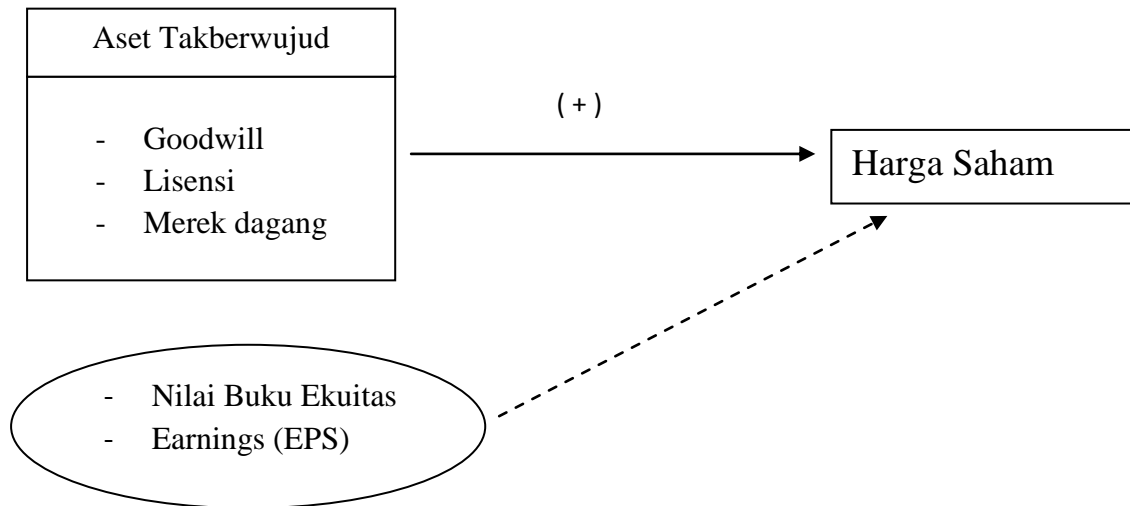 Aset Takberwujud
- Goodwill
- Lisensi
- Merek dagang
( + )
Harga Saham
- Nilai Buku Ekuitas
- Earnings (EPS)